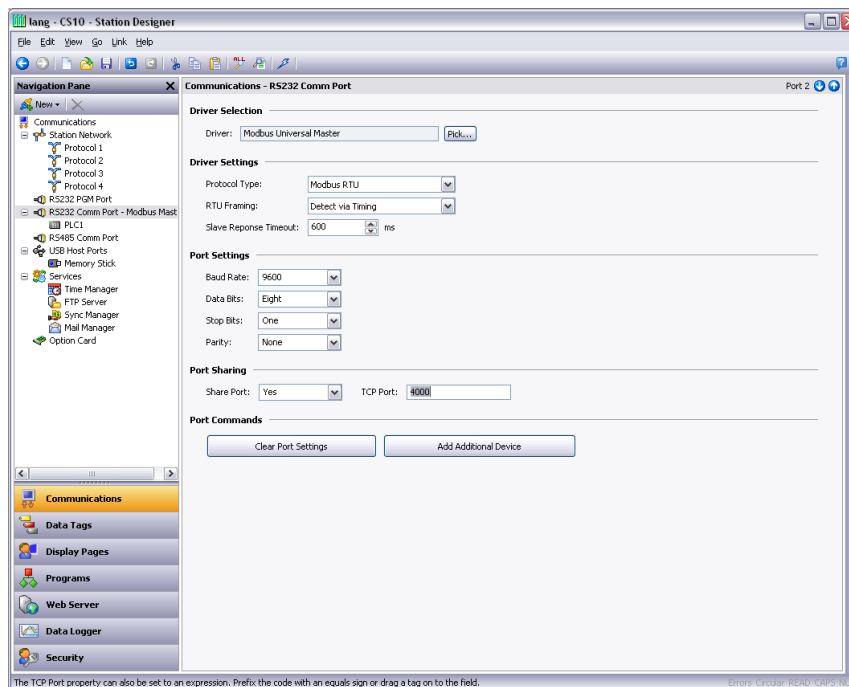 lang - CS10 - Station Designer
File Edit View Go Link Help
Navigation Pane
New
Communications
Station Network
Protocol 1
Protocol 2
Protocol 3
Protocol 4
RS232 PGM Port
RS232 Comm Port - Modbus Mast
PLC1
RS485 Comm Port
USB Host Ports
Memory Stick
Services
Time Manager
FTP Server
Sync Manager
Mail Manager
Option Card
Communications
Data Tags
Display Pages
Programs
Web Server
Data Logger
Security
Communications - RS232 Comm Port Port 2
Driver Selection
Driver: Modbus Universal Master Pick...
Driver Settings
Protocol Type: Modbus RTU
RTU Framing: Detect via Timing
Slave Reponse Timeout: 600 ms
Port Settings
Baud Rate: 9600
Data Bits: Eight
Stop Bits: One
Parity: None
Port Sharing
Share Port: Yes TCP Port: 4000
Port Commands
Clear Port Settings Add Additional Device
The TCP Port property can also be set to an expression. Prefix the code with an equals sign or drag a tag on to the field. Errors Circular READ CAPS